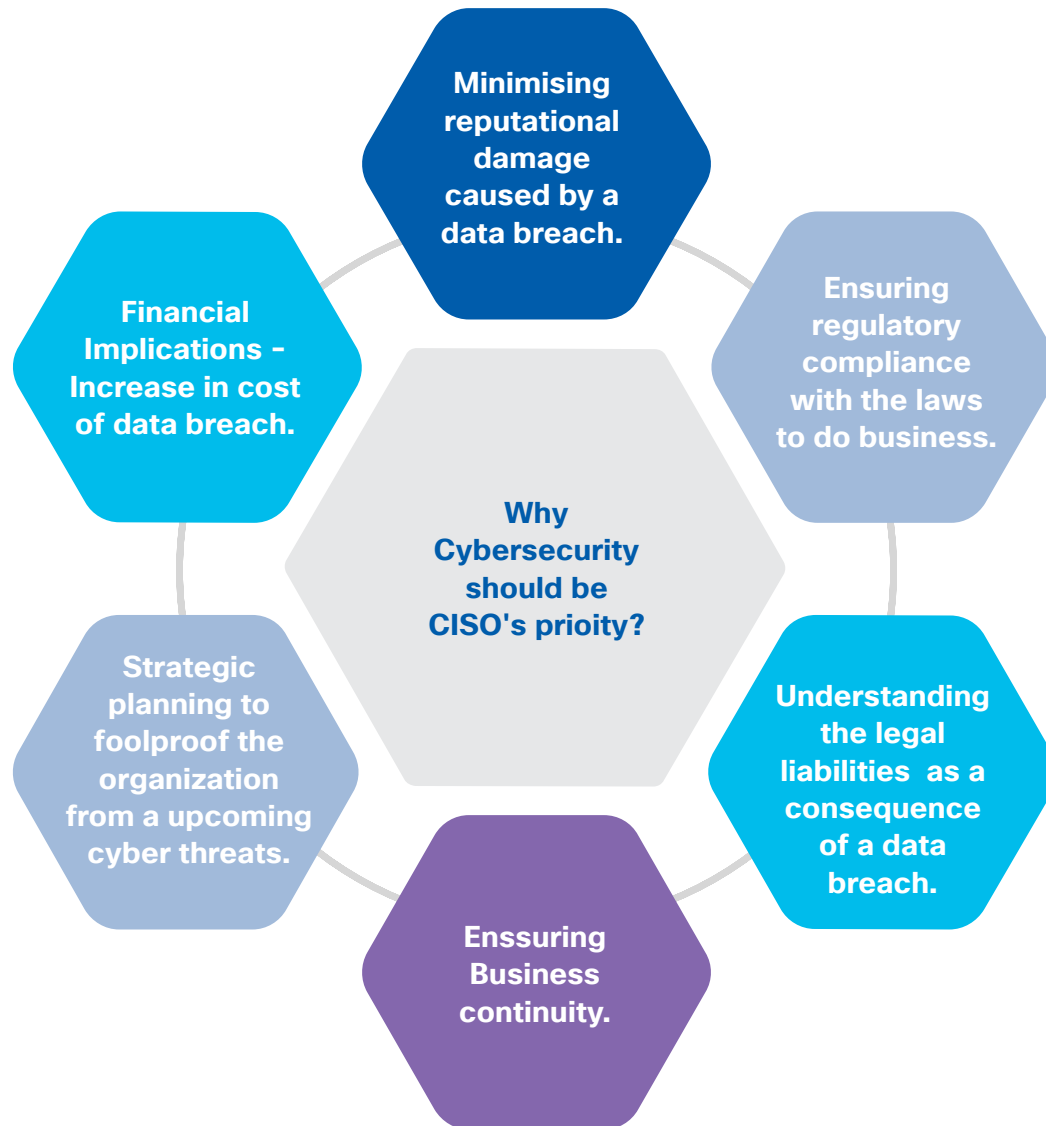 Minimising
reputational
damage
caused by a
data breach.
Financial
Implications –
Increase in cost
of data breach.
Ensuring
regulatory
compliance
with the laws
to do business.
Why
Cybersecurity
should be
CISO's prioity?
Strategic
planning to
foolproof the
organization
from a upcoming
cyber threats.
Understanding
the legal
liabilities as a
consequence
of a data
breach.
Enssuring
Business
continuity.